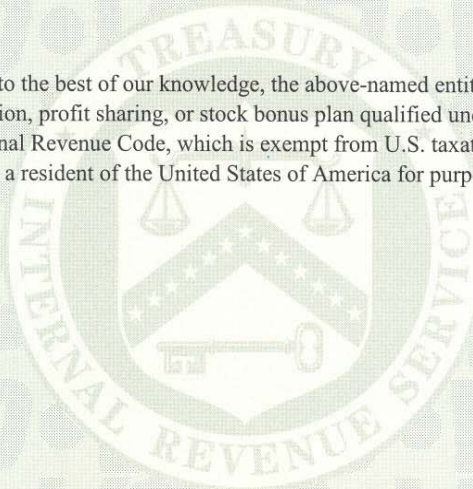 to the best of our knowledge, the above-named entit
ion, profit sharing, or stock bonus plan qualified un
nal Revenue Code, which is exempt from U.S. taxat
a resident of the United States of America for purp
TREASURY
INTERNAL REVENUE SERVICE